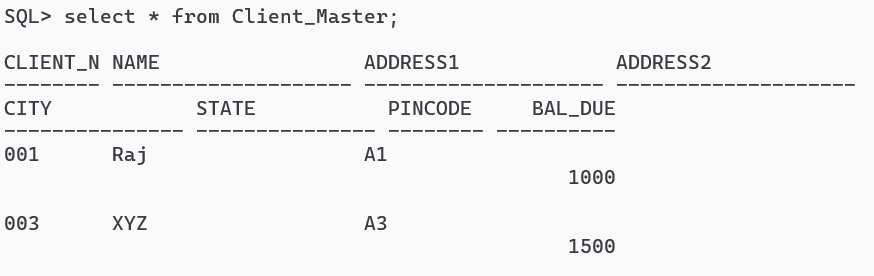 SQL> select * from Client_Master;
CLIENT_N NAME                 ADDRESS1             ADDRESS2
-------- -------------------- -------------------- --------------------
CITY            STATE           PINCODE     BAL_DUE
--------------- --------------- -------- ----------
001      Raj                  A1
                                               1000
003      XYZ                  A3
                                               1500